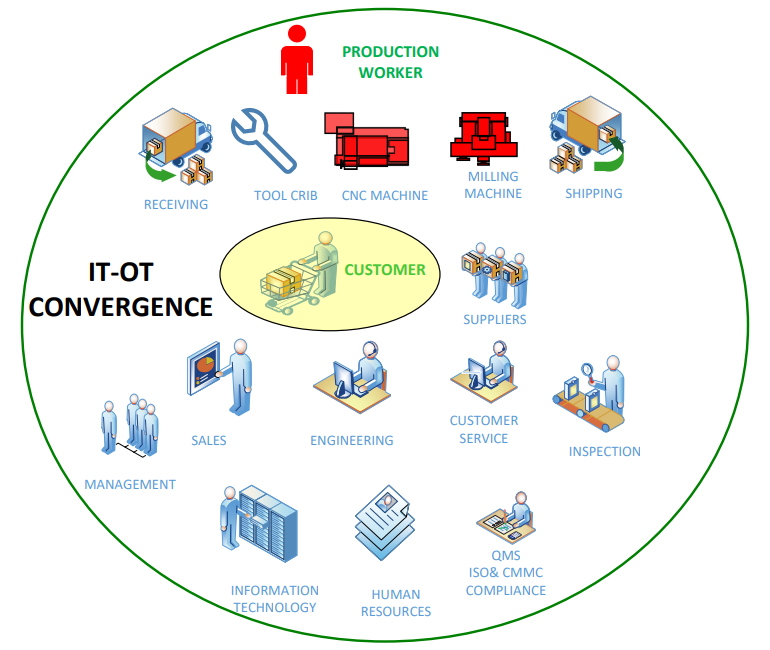 PRODUCTION
WORKER
RECEIVING
TOOL CRIB
CNC MACHINE
MILLING
MACHINE
SHIPPING
IT-OT
CONVERGENCE
CUSTOMER
SUPPLIERS
MANAGEMENT
SALES
ENGINEERING
CUSTOMER
SERVICE
INSPECTION
INFORMATION
TECHNOLOGY
HUMAN
RESOURCES
QMS
ISO& CMMC
COMPLIANCE